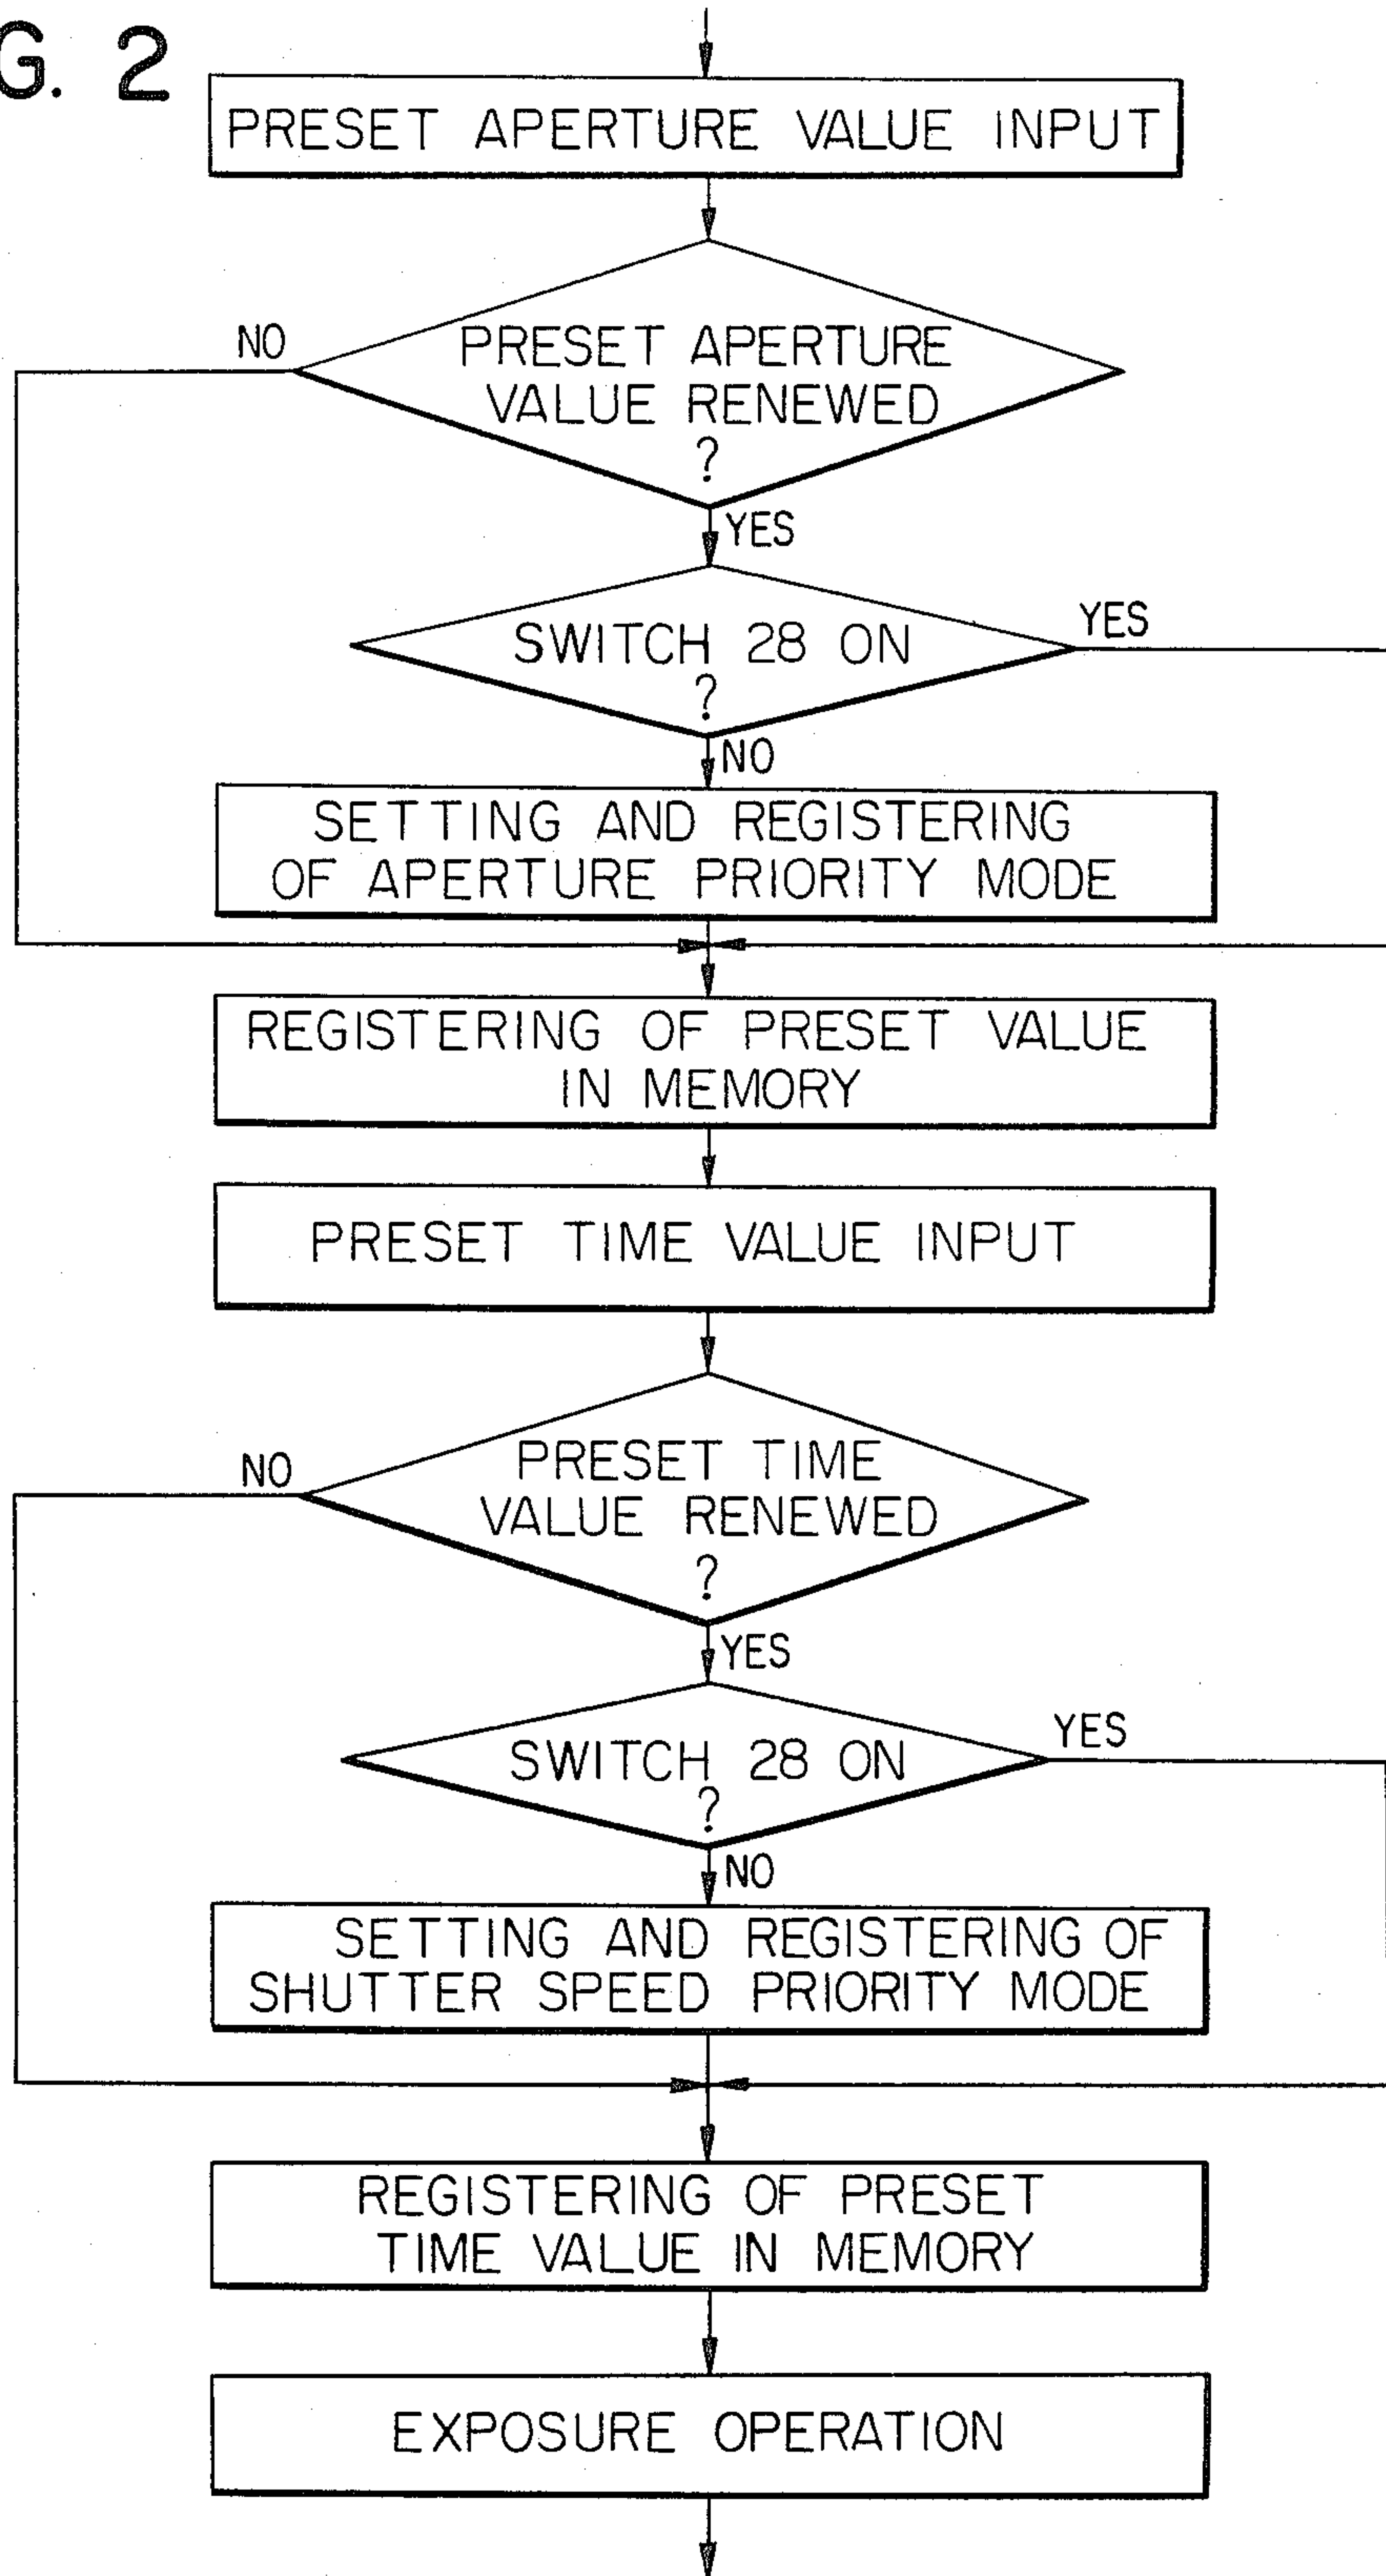 G. 2
PRESET APERTURE VALUE INPUT
NO
PRESET APERTURE
VALUE RENEWED
?
YES
SWITCH 28 ON
?
YES
NO
SETTING AND REGISTERING
OF APERTURE PRIORITY MODE
REGISTERING OF PRESET VALUE
IN MEMORY
PRESET TIME VALUE INPUT
NO
PRESET TIME
VALUE RENEWED
?
YES
SWITCH 28 ON
?
YES
NO
SETTING AND REGISTERING OF
SHUTTER SPEED PRIORITY MODE
REGISTERING OF PRESET
TIME VALUE IN MEMORY
EXPOSURE OPERATION